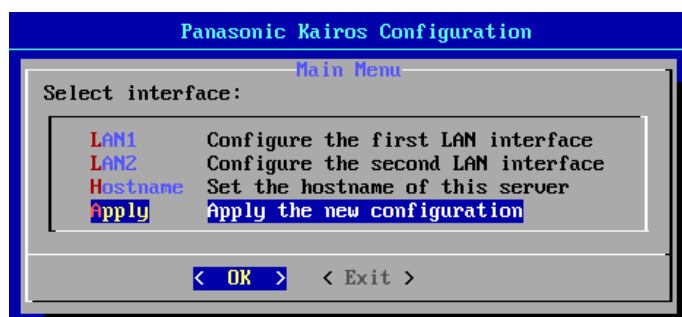 Panasonic Kairos Configuration
Main Menu
Select interface:
LAN1 Configure the first LAN interface
LAN2 Configure the second LAN interface
Hostname Set the hostname of this server
Apply Apply the new configuration
< OK > < Exit >